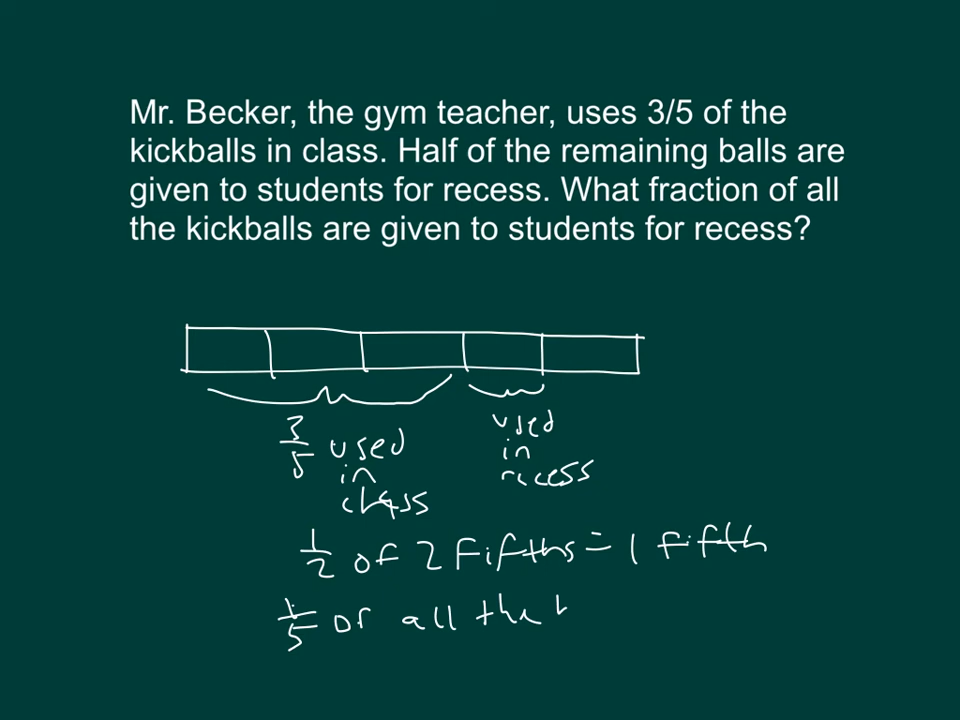 Mr. Becker, the gym teacher, uses 3/5 of the
kickballs in class. Half of the remaining balls are
given to students for recess. What fraction of all
the kickballs are given to students for recess?
3/5 used
in
class
used
in
recess
1/2 of 2 fifths = 1 fifth
1/5 of all the